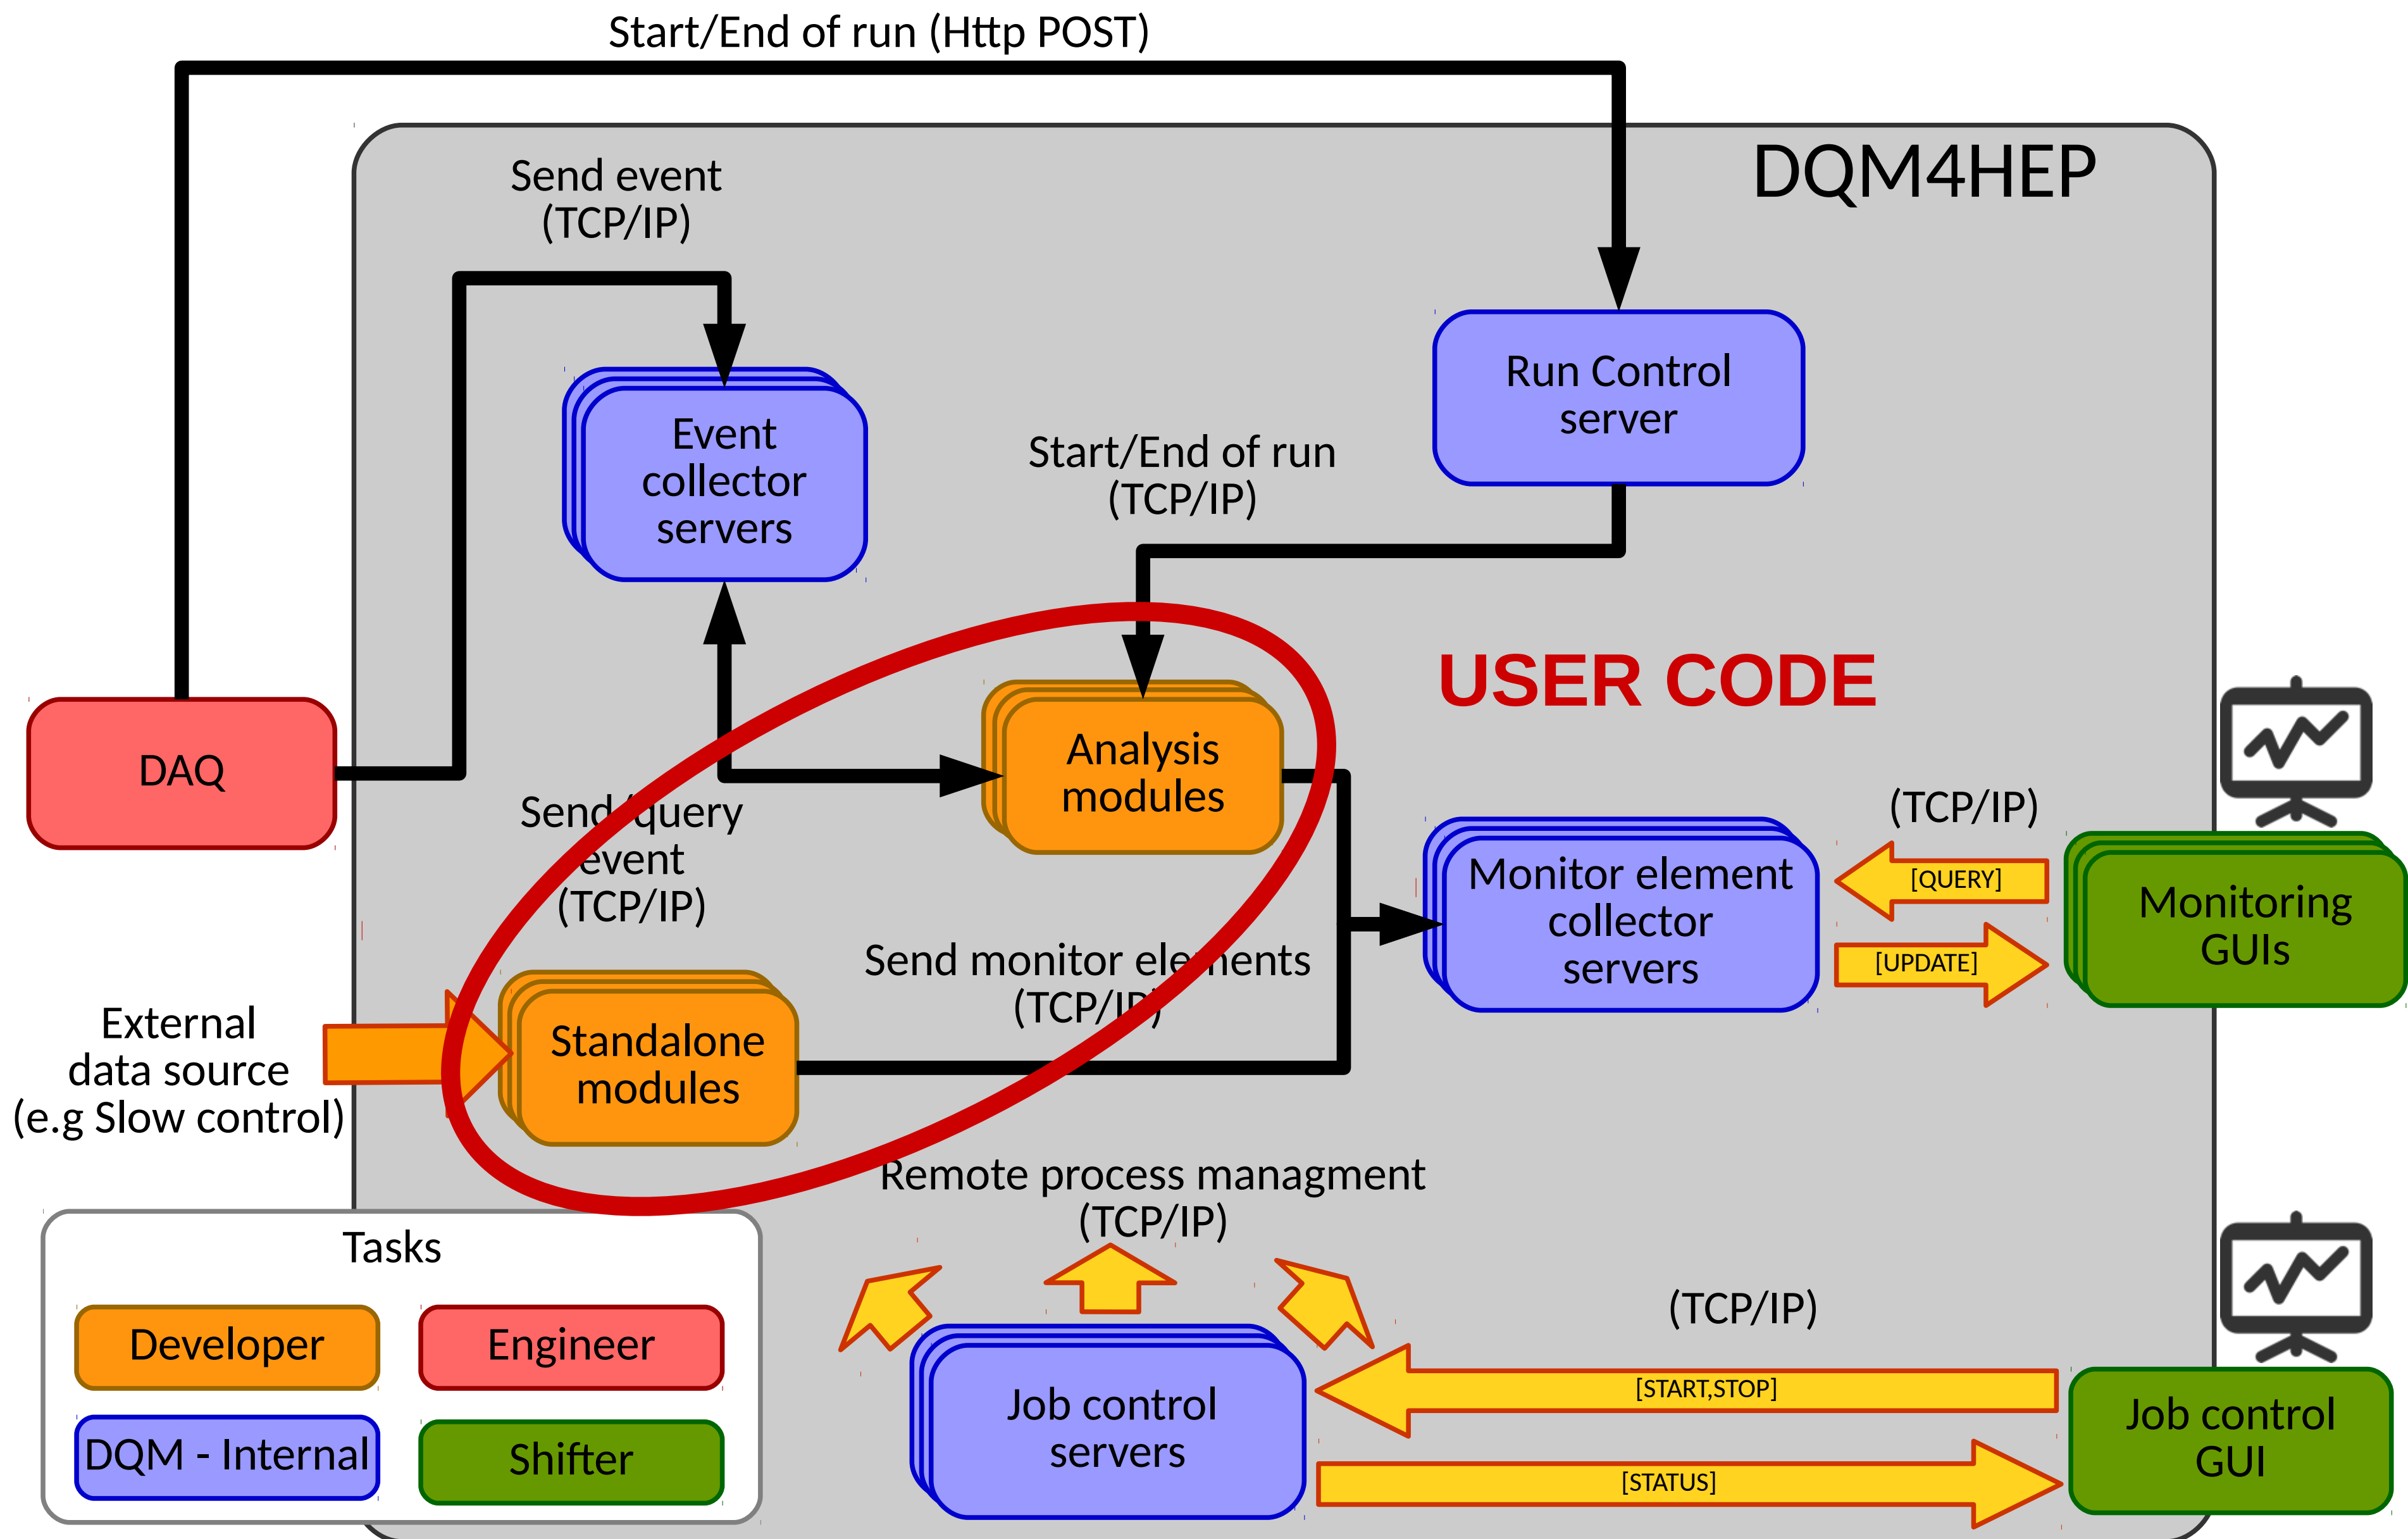 Start/End of run (Http POST)
DQM4HEP
Send event
(TCP/IP)
Run Control
server
Event
collector
servers
Start/End of run
(TCP/IP)
USER CODE
DAQ
Analysis
modules
Send/query
event
(TCP/IP)
(TCP/IP)
[QUERY]
[UPDATE]
Monitor element
collector
servers
Monitoring
GUIs
Send monitor elements
(TCP/IP)
External
data source
(e.g Slow control)
Standalone
modules
Remote process managment
(TCP/IP)
Tasks
Developer
Engineer
DQM - Internal
Shifter
(TCP/IP)
[START,STOP]
[STATUS]
Job control
servers
Job control
GUI